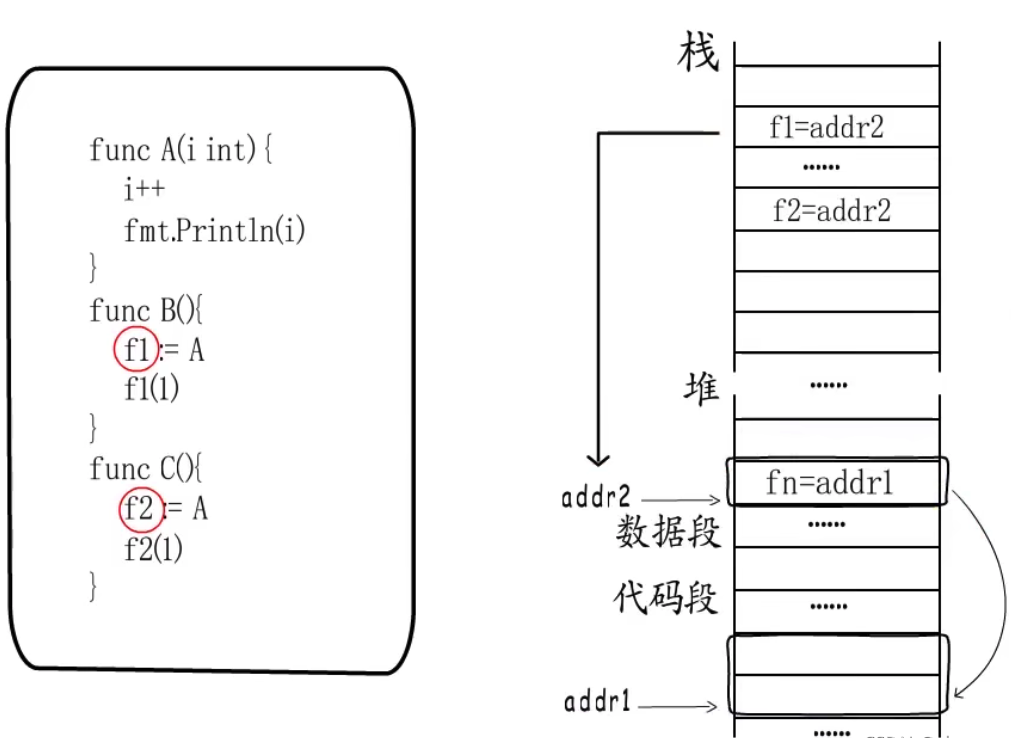 func A(i int) {
i++
fmt.Println(i)
}
func B(){
f1 := A
f1(1)
}
func C(){
f2 := A
f2(1)
}
栈
f1=addr2
......
f2=addr2
堆
......
fn=addr1
addr2
数据段
......
代码段
......
addr1
......